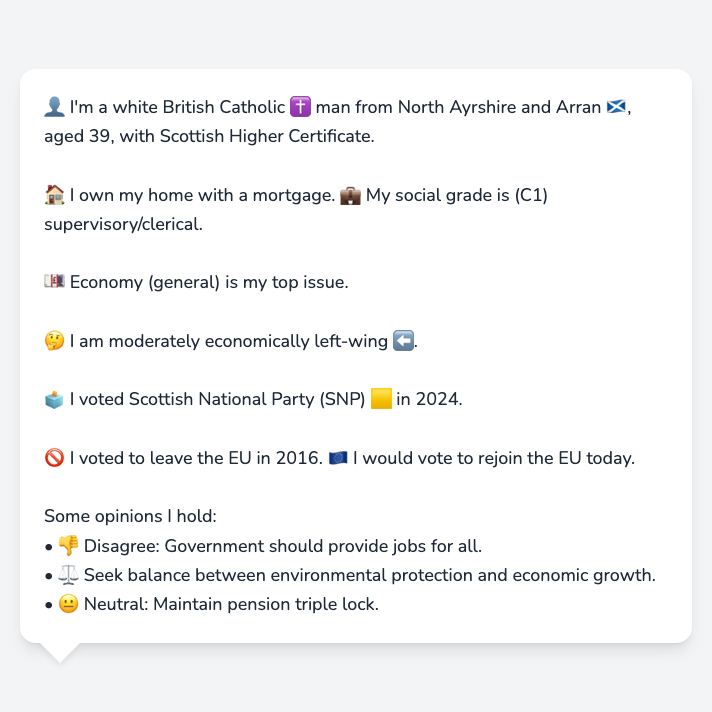 👤 I'm a white British Catholic ✝️ man from North Ayrshire and Arran 🏴󠁧󠁢󠁳󠁣󠁴󠁿,
aged 39, with Scottish Higher Certificate.
🏠 I own my home with a mortgage. 💼 My social grade is (C1)
supervisory/clerical.
💷 Economy (general) is my top issue.
🤔 I am moderately economically left-wing ⬅️.
🗳️ I voted Scottish National Party (SNP) 🟨 in 2024.
🚫 I voted to leave the EU in 2016. 🇪🇺 I would vote to rejoin the EU today.
Some opinions I hold:
• 👎 Disagree: Government should provide jobs for all.
• ⚖️ Seek balance between environmental protection and economic growth.
• 😐 Neutral: Maintain pension triple lock.